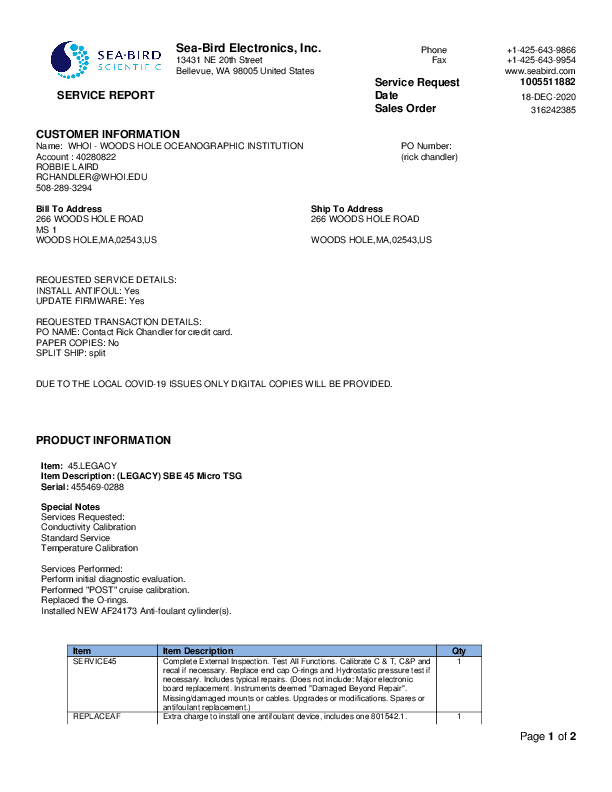 SEA-BIRD
SCIENTIFIC
Sea-Bird Electronics, Inc.
13431 NE 20th Street
Bellevue, WA 98005 United States
Phone +1-425-643-9866
Fax +1-425-643-9954
www.seabird.com
Service Request 1005511882
SERVICE REPORT
Date 18-DEC-2020
Sales Order 316242385
CUSTOMER INFORMATION
Name: WHOI - WOODS HOLE OCEANOGRAPHIC INSTITUTION
Account : 40280822
ROBBIE LAIRD
RCHANDLER@WHOI.EDU
508-289-3294
PO Number:
(rick chandler)
Bill To Address
266 WOODS HOLE ROAD
MS 1
WOODS HOLE,MA,02543,US
Ship To Address
266 WOODS HOLE ROAD
WOODS HOLE,MA,02543,US
REQUESTED SERVICE DETAILS:
INSTALL ANTIFOUL: Yes
UPDATE FIRMWARE: Yes
REQUESTED TRANSACTION DETAILS:
PO NAME: Contact Rick Chandler for credit card.
PAPER COPIES: No
SPLIT SHIP: split
DUE TO THE LOCAL COVID-19 ISSUES ONLY DIGITAL COPIES WILL BE PROVIDED.
PRODUCT INFORMATION
Item: 45.LEGACY
Item Description: (LEGACY) SBE 45 Micro TSG
Serial: 455469-0288
Special Notes
Services Requested:
Conductivity Calibration
Standard Service
Temperature Calibration
Services Performed:
Perform initial diagnostic evaluation.
Performed "POST" cruise calibration.
Replaced the O-rings.
Installed NEW AF24173 Anti-foulant cylinder(s).
Item Item Description Qty
SERVICE45 Complete External Inspection. Test All Functions. Calibrate C & T, C&P and 1
recal if necessary. Replace end cap O-rings and Hydrostatic pressure test if
necessary. Includes typical repairs. (Does not include: Major electronic
board replacement. Instruments deemed "Damaged Beyond Repair".
Missing/damaged mounts or cables. Upgrades or modifications. Spares or
antifoulant replacement.)
REPLACEAF Extra charge to install one antifoulant device, includes one 801542.1. 1
Page 1 of 2